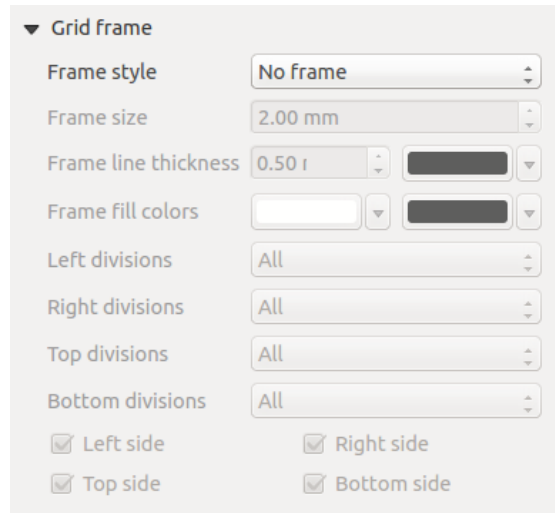 Grid frame
Frame style No frame
Frame size 2.00 mm
Frame line thickness 0.50
Frame fill colors
Left divisions All
Right divisions All
Top divisions All
Bottom divisions All
Left side Right side
Top side Bottom side